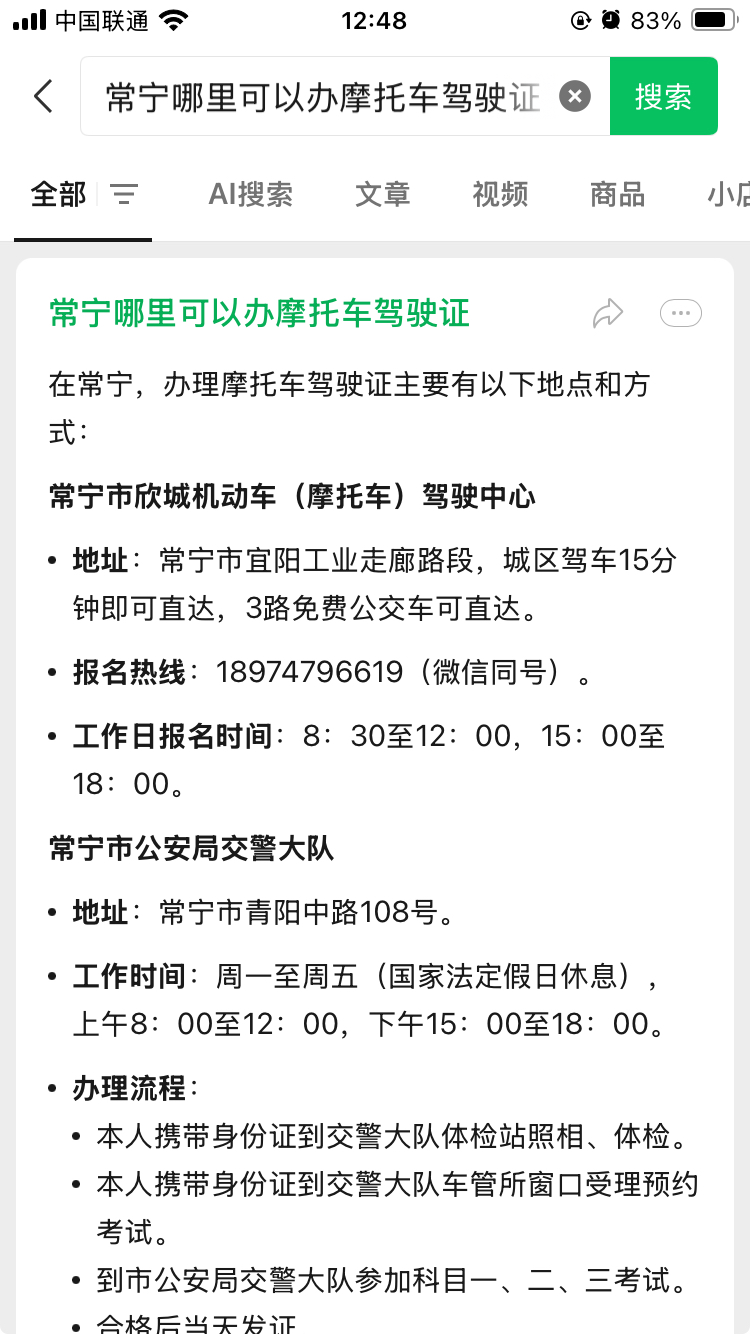 中国联通 12:48 83%
常宁哪里可以办摩托车驾驶证 搜索
全部 AI搜索 文章 视频 商品 小店
常宁哪里可以办摩托车驾驶证
在常宁，办理摩托车驾驶证主要有以下地点和方
式：
常宁市欣城机动车（摩托车）驾驶中心
• 地址：常宁市宜阳工业走廊路段，城区驾车15分
钟即可直达，3路免费公交车可直达。
• 报名热线：18974796619（微信同号）。
• 工作日报名时间：8：30至12：00，15：00至
18：00。
常宁市公安局交警大队
• 地址：常宁市青阳中路108号。
• 工作时间：周一至周五（国家法定假日休息），
上午8：00至12：00，下午15：00至18：00。
• 办理流程：
• 本人携带身份证到交警大队体检站照相、体检。
• 本人携带身份证到交警大队车管所窗口受理预约
考试。
• 到市公安局交警大队参加科目一、二、三考试。
• 合格后当天发证